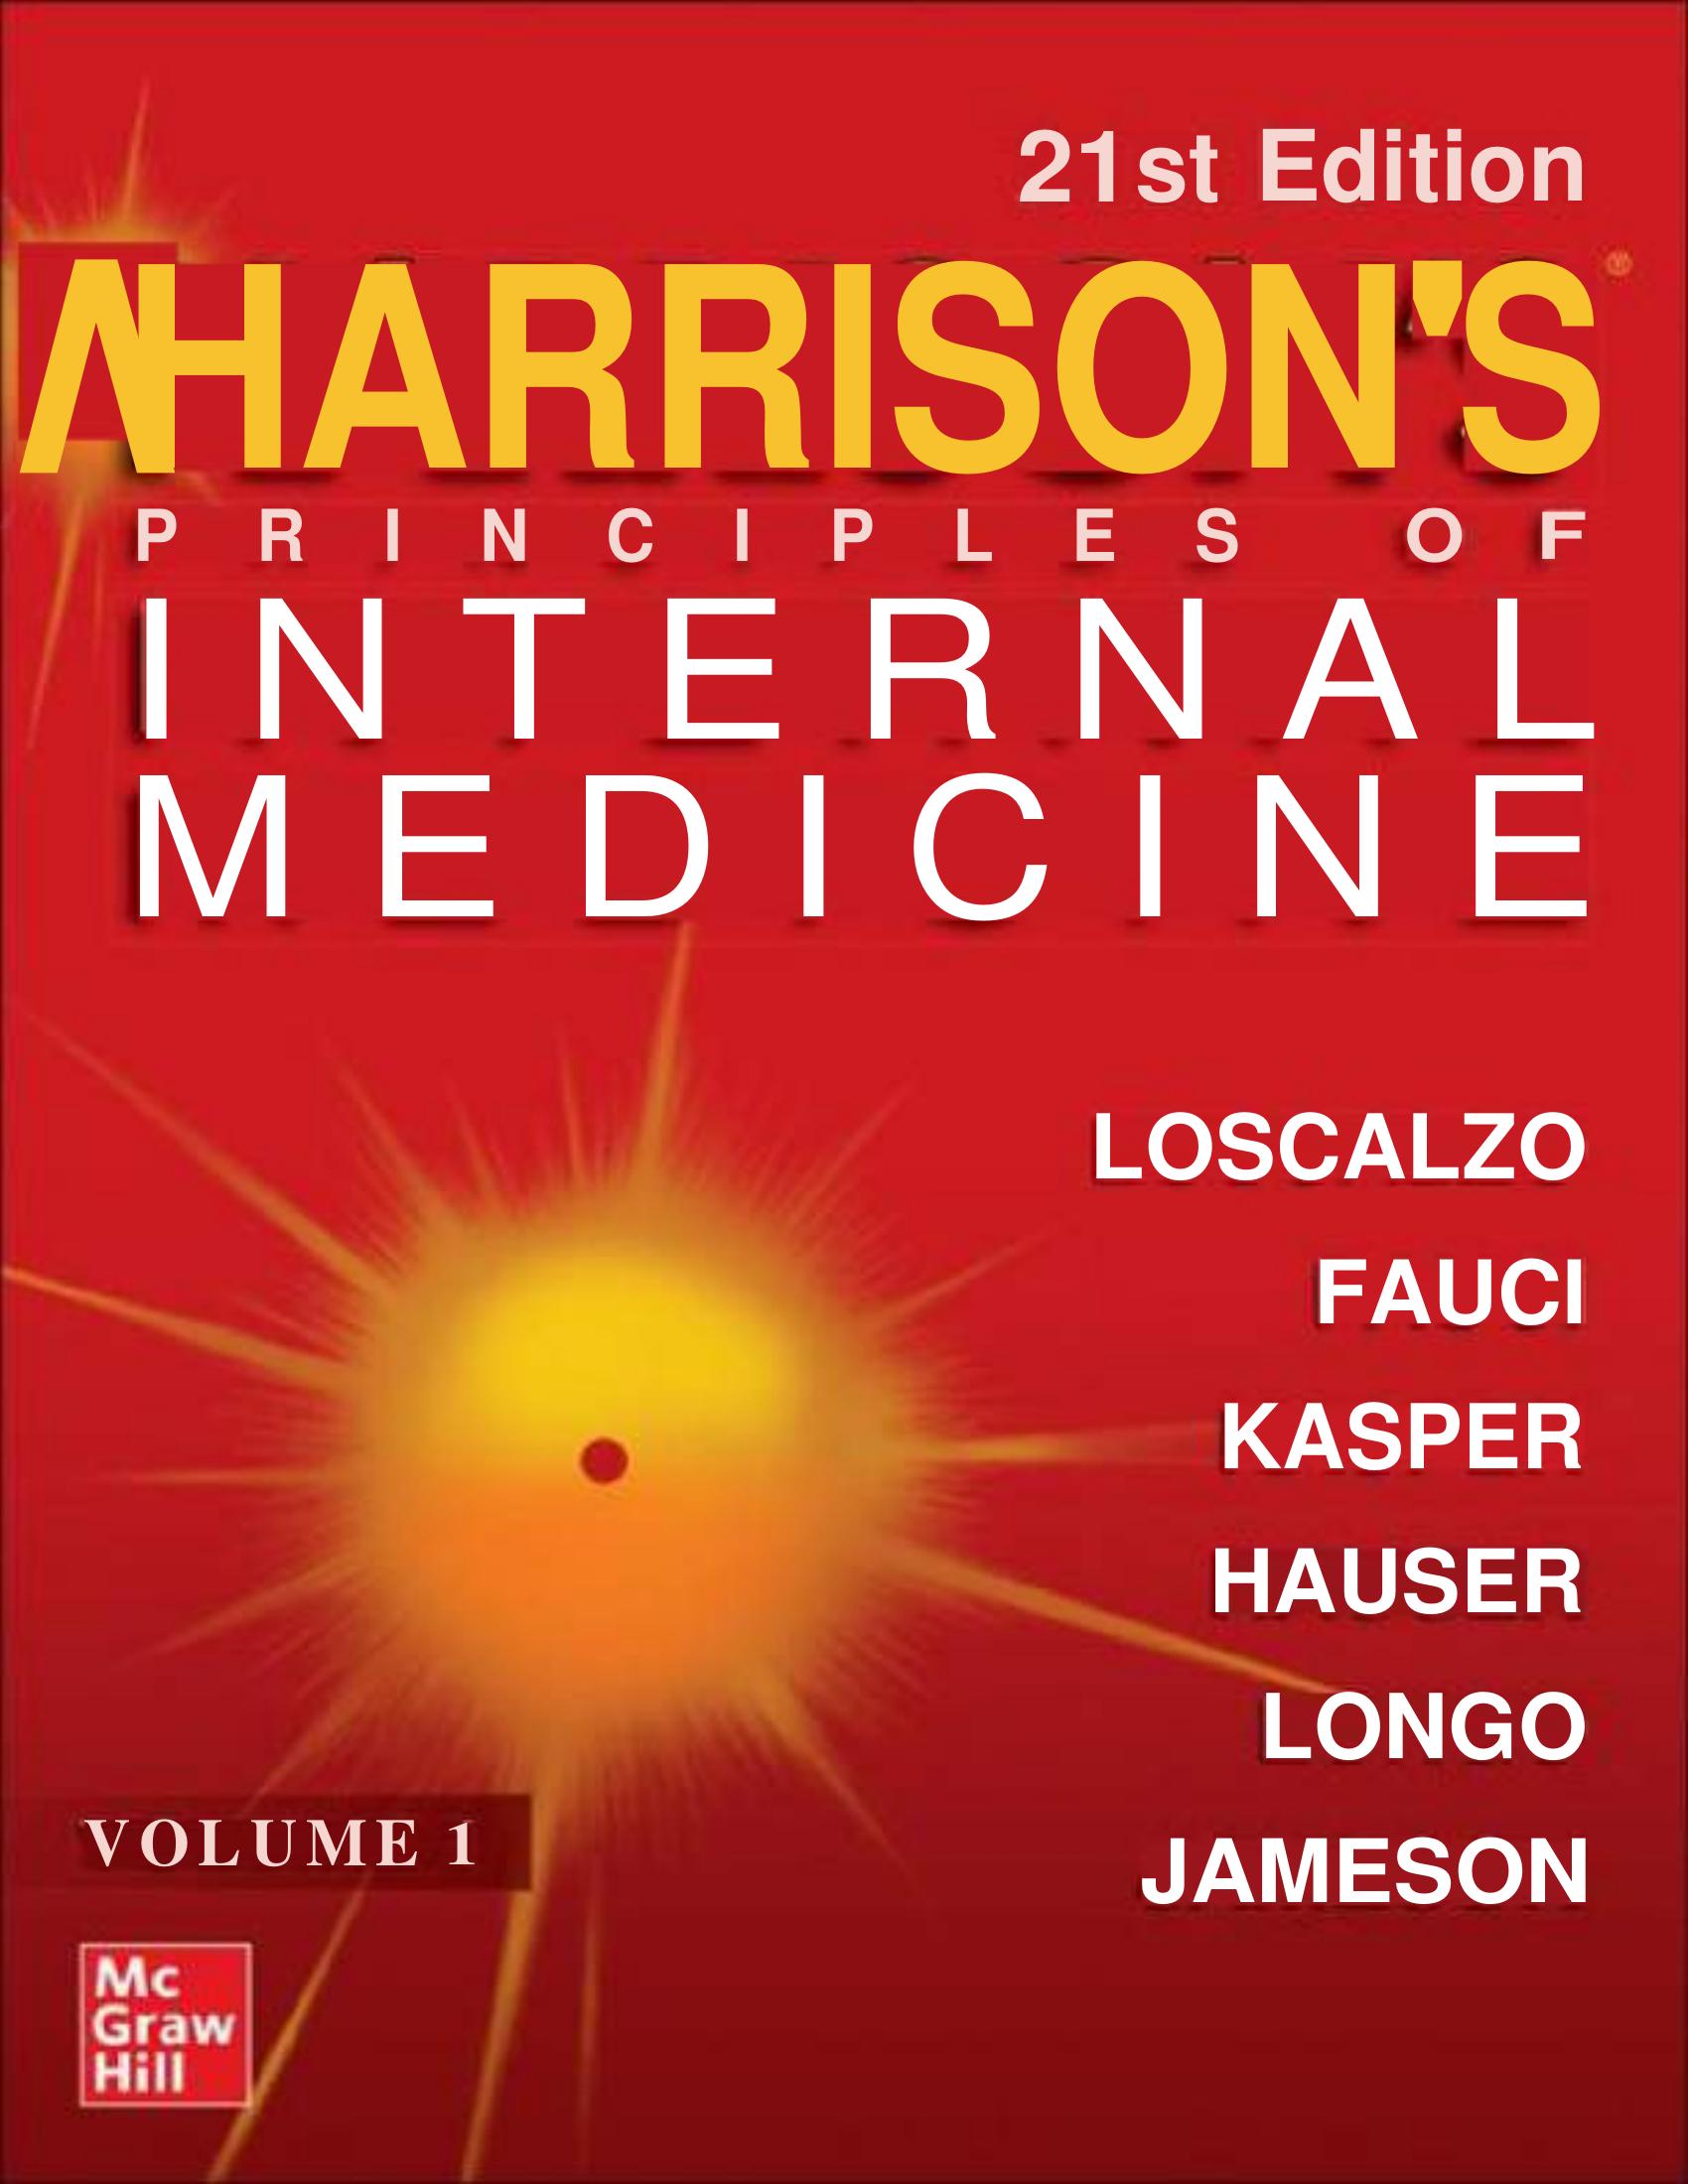 21st Edition
HARRISON'S
PRINCIPLES OF
INTERNAL
MEDICINE
LOSCALZO
FAUCI
KASPER
HAUSER
LONGO
JAMESON
VOLUME 1
Mc
Graw
Hill